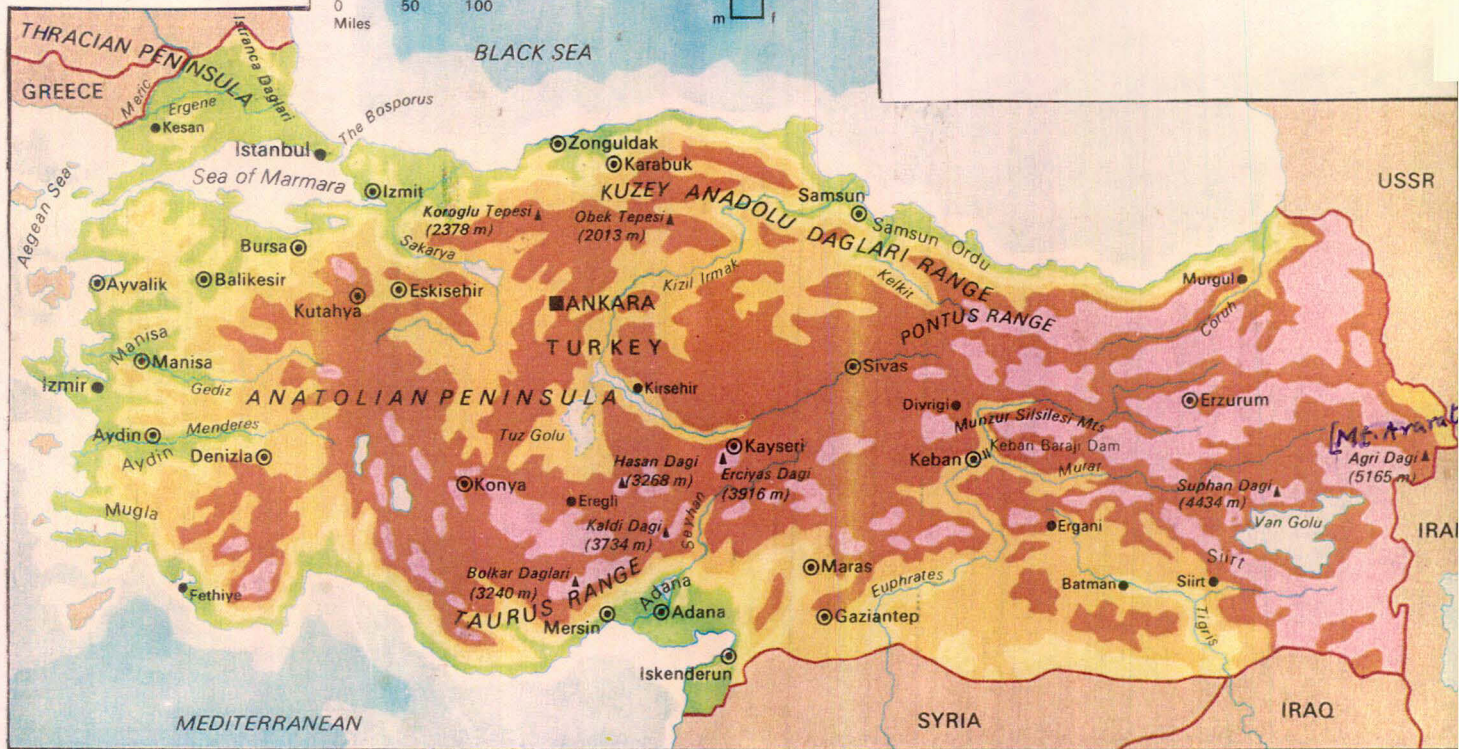 0 50 100
Miles
m f
BLACK SEA
THRACIAN PENINSULA
Istranca Daglari
GREECE
Meric
Ergene
Kesan
The Bosporus
Istanbul
Sea of Marmara
Izmit
Zonguldak
Karabuk
KUZEY ANADOLU DAGLARI RANGE
Samsun
Samsun Ordu
USSR
Aegean Sea
Koroglu Tepesi
(2378 m)
Obek Tepesi
(2013 m)
Bursa
Sakarya
Kizil Irmak
Kelkit
Murgul
Ayvalik
Balikesir
Eskisehir
Kutahya
ANKARA
PONTUS RANGE
Coruh
TURKEY
Manisa
Manisa
Gediz
Izmir
ANATOLIAN PENINSULA
Kirsehir
Sivas
Divrigi
Munzur Silsilesi Mts
Erzurum
[Mt. Ararat
Agri Dagi
(5165 m)
Aydin
Menderes
Aydin
Denizla
Tuz Golu
Kayseri
Keban
Keban Baraji Dam
Murat
Hasan Dagi
(3268 m)
Erciyas Dagi
(3916 m)
Konya
Eregli
Suphan Dagi
(4434 m)
Van Golu
Mugla
Kaldi Dagi
(3734 m)
Seyhan
Ergani
IRAN
Siirt
Bolkar Daglari
(3240 m)
TAURUS RANGE
Maras
Euphrates
Batman
Siirt
Fethiye
Mersin
Adana
Adana
Gaziantep
Tigris
Iskenderun
MEDITERRANEAN
SYRIA
IRAQ